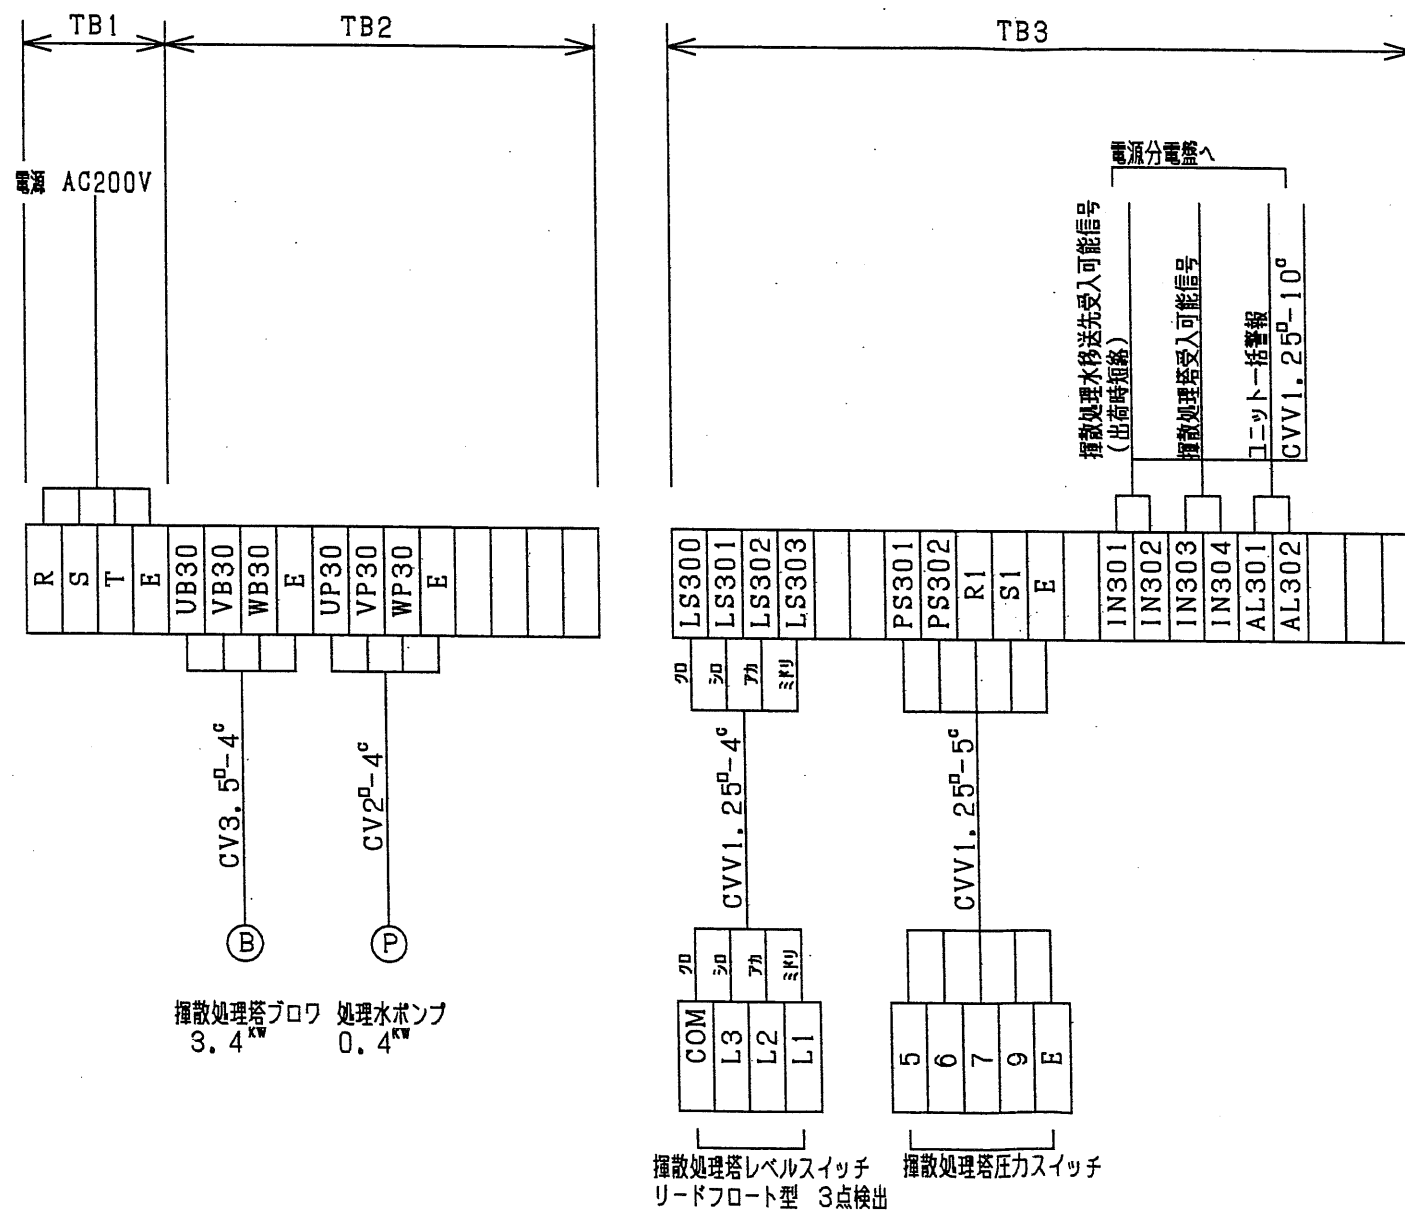 TB1
TB2
TB3
電源 AC200V
電源分電盤へ
揮散処理水移送先受入可能信号
(出荷時短絡)
揮散処理塔受入可能信号
ユニット一括警報
CVV1.25□-10C
R
S
T
E
UB30
VB30
WB30
E
UP30
VP30
WP30
E
LS300
LS301
LS302
LS303
PS301
PS302
R1
S1
E
IN301
IN302
IN303
IN304
AL301
AL302
クロ
シロ
アカ
ミドリ
CV3.5□-4C
CV2□-4C
CVV1.25□-4C
CVV1.25□-5C
B
P
クロ
シロ
アカ
ミドリ
揮散処理塔ブロワ
3.4KW
処理水ポンプ
0.4KW
COM
L3
L2
L1
5
6
7
9
E
揮散処理塔レベルスイッチ
リードフロート型 3点検出
揮散処理塔圧力スイッチ